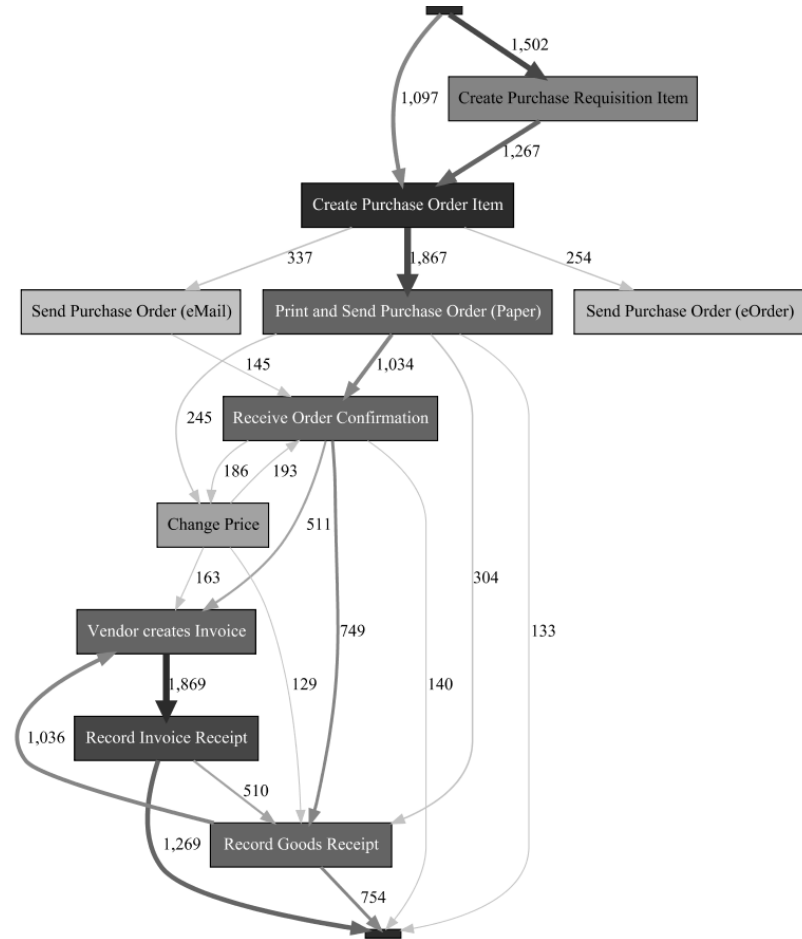 1,502
1,097
Create Purchase Requisition Item
1,267
Create Purchase Order Item
337
1,867
254
Send Purchase Order (eMail)
Print and Send Purchase Order (Paper)
Send Purchase Order (eOrder)
145
1,034
245
Receive Order Confirmation
186
193
Change Price
511
163
304
Vendor creates Invoice
749
133
129
140
1,869
1,036
Record Invoice Receipt
510
1,269
Record Goods Receipt
754